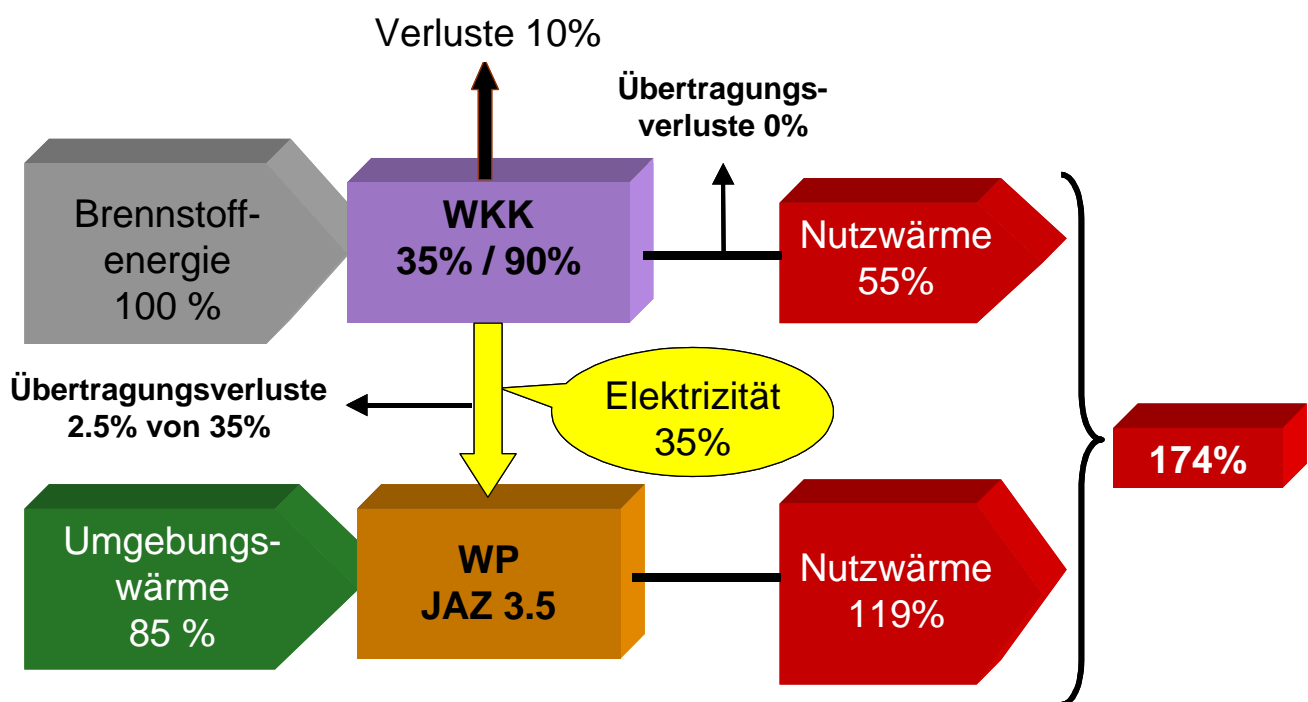 Verluste 10%
Übertragungs-
verluste 0%
Brennstoff-
energie
100 %
WKK
35% / 90%
Nutzwärme
55%
Übertragungsverluste
2.5% von 35%
Elektrizität
35%
174%
Umgebungs-
wärme
85 %
WP
JAZ 3.5
Nutzwärme
119%